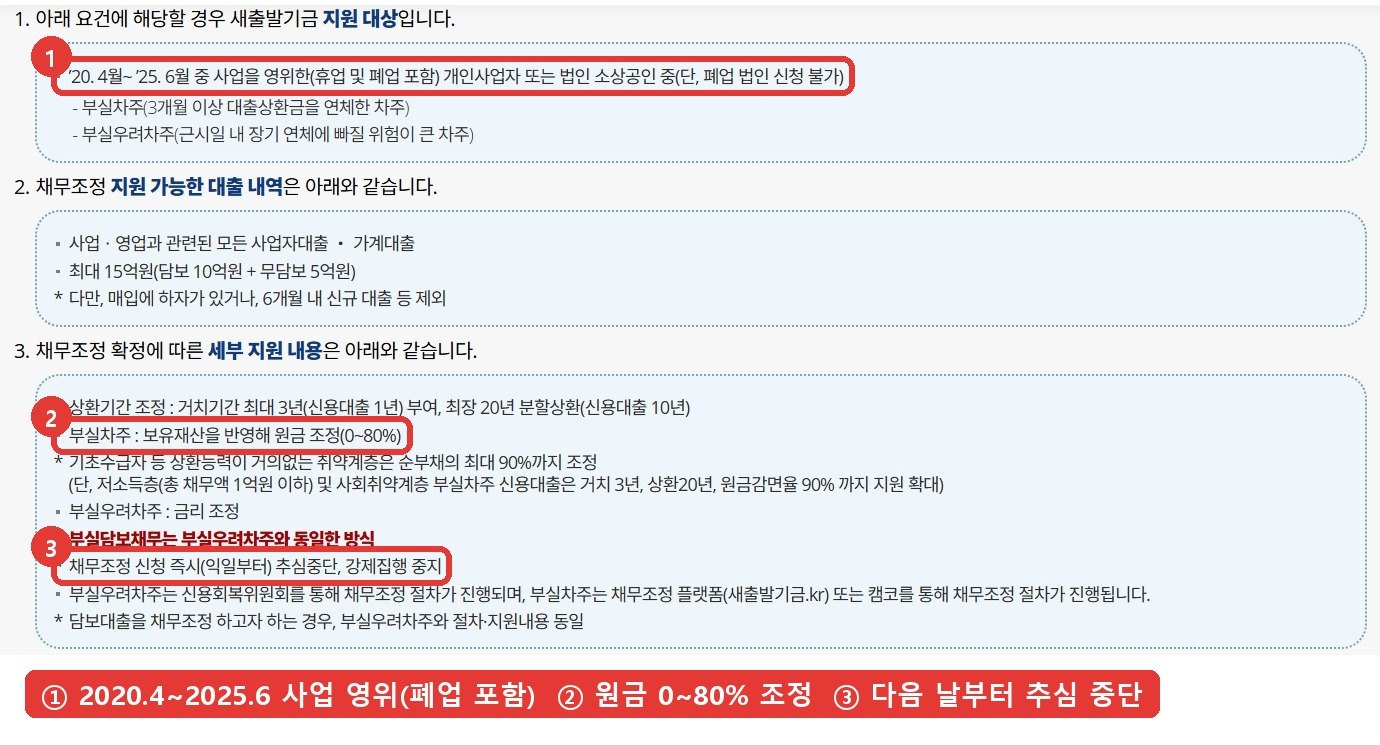 1. 아래 요건에 해당할 경우 새출발기금 지원 대상입니다.
1
'20. 4월~ '25. 6월 중 사업을 영위한(휴업 및 폐업 포함) 개인사업자 또는 법인 소상공인 중(단, 폐업 법인 신청 불가)
- 부실차주(3개월 이상 대출상환금을 연체한 차주)
- 부실우려차주(근시일 내 장기 연체에 빠질 위험이 큰 차주)
2. 채무조정 지원 가능한 대출 내역은 아래와 같습니다.
▪ 사업 · 영업과 관련된 모든 사업자대출 · 가계대출
▪ 최대 15억원(담보 10억원 + 무담보 5억원)
* 다만, 매입에 하자가 있거나, 6개월 내 신규 대출 등 제외
3. 채무조정 확정에 따른 세부 지원 내용은 아래와 같습니다.
상환기간 조정 : 거치기간 최대 3년(신용대출 1년) 부여, 최장 20년 분할상환(신용대출 10년)
2
부실차주 : 보유재산을 반영해 원금 조정(0~80%)
* 기초수급자 등 상환능력이 거의없는 취약계층은 순부채의 최대 90%까지 조정
(단, 저소득층(총 채무액 1억원 이하) 및 사회취약계층 부실차주 신용대출은 거치 3년, 상환20년, 원금감면율 90% 까지 지원 확대)
▪ 부실우려차주 : 금리 조정
부실담보채무는 부실우려차주와 동일한 방식
3
채무조정 신청 즉시(익일부터) 추심중단, 강제집행 중지
▪ 부실우려차주는 신용회복위원회를 통해 채무조정 절차가 진행되며, 부실차주는 채무조정 플랫폼(새출발기금.kr) 또는 캠코를 통해 채무조정 절차가 진행됩니다.
* 담보대출을 채무조정 하고자 하는 경우, 부실우려차주와 절차·지원내용 동일
① 2020.4~2025.6 사업 영위(폐업 포함) ② 원금 0~80% 조정 ③ 다음 날부터 추심 중단